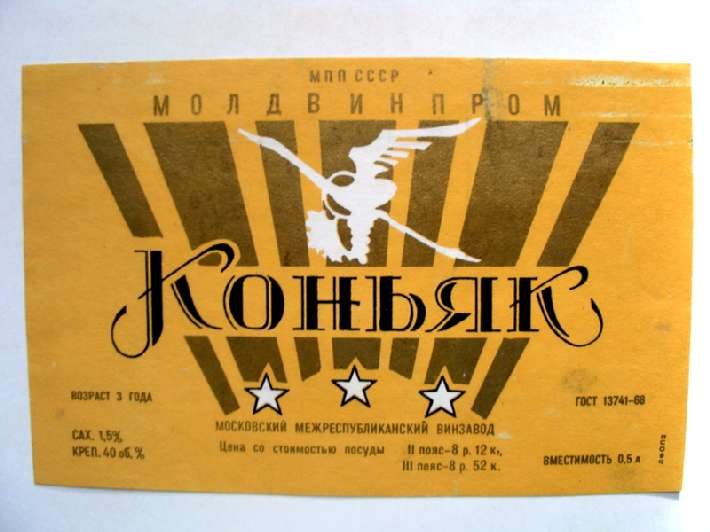 МПП СССР
МОЛДВИНПРОМ
Коньяк
ВОЗРАСТ 3 ГОДА
ГОСТ 13741-68
МОСКОВСКИЙ МЕЖРЕСПУБЛИКАНСКИЙ ВИНЗАВОД
САХ. 1,5%
КРЕП. 40 об,%
Цена со стоимостью посуды
II пояс-8 р. 12 к,
III пояс-8 р. 52 к.
ВМЕСТИМОСТЬ 0,5 л